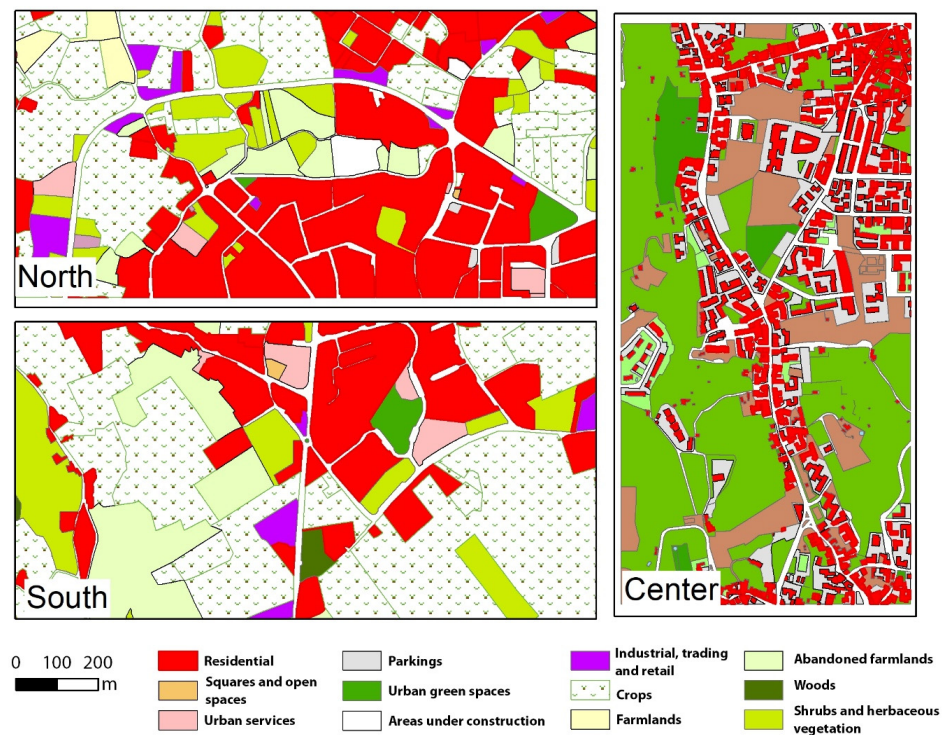 North
South
Center
0 100 200
m
Residential
Squares and open
spaces
Urban services
Parkings
Urban green spaces
Areas under construction
Industrial, trading
and retail
Crops
Farmlands
Abandoned farmlands
Woods
Shrubs and herbaceous
vegetation